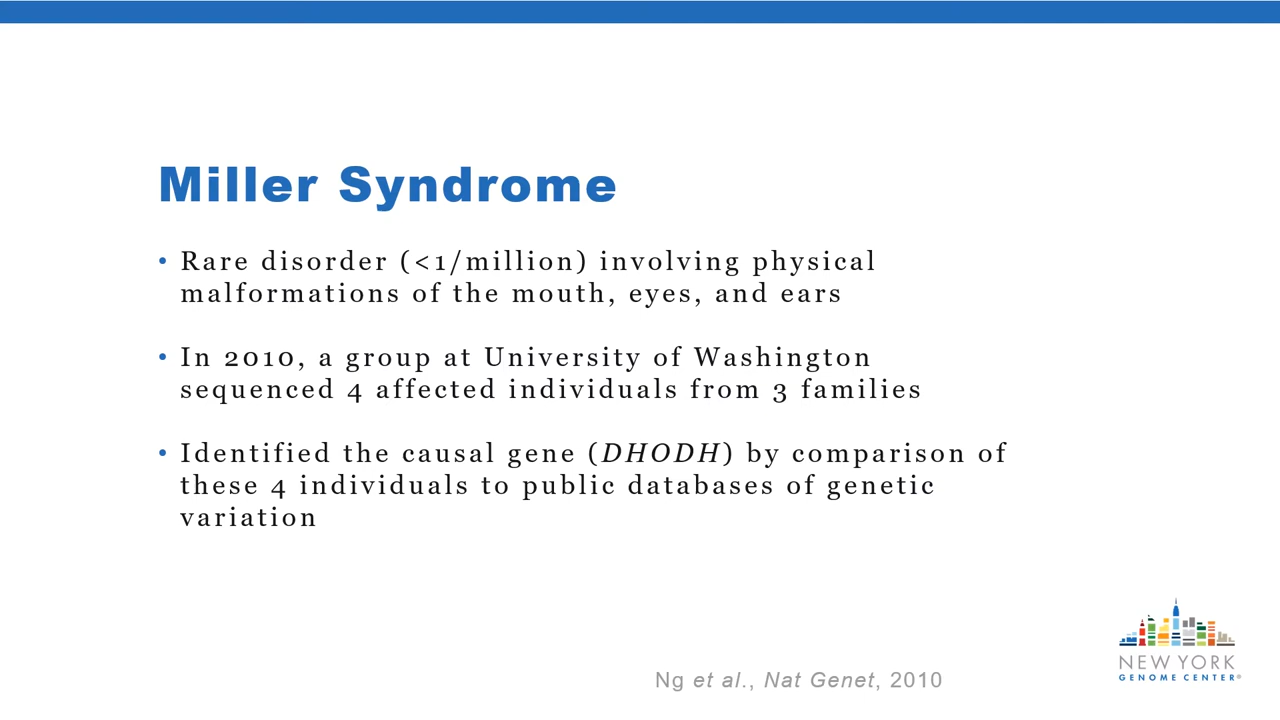 Miller Syndrome
• Rare disorder (<1/million) involving physical
malformations of the mouth, eyes, and ears
• In 2010, a group at University of Washington
sequenced 4 affected individuals from 3 families
• Identified the causal gene (DHODH) by comparison of
these 4 individuals to public databases of genetic
variation
Ng et al., Nat Genet, 2010
NEW YORK
GENOME CENTER